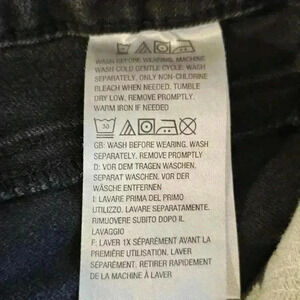 WASH BEFORE WEARING. MACHINE
WASH COLD GENTLE CYCLE. WASH
SEPARATELY. ONLY NON-CHLORINE
BLEACH WHEN NEEDED. TUMBLE
DRY LOW. REMOVE PROMPTLY.
WARM IRON IF NEEDED
30
GB: WASH BEFORE WEARING. WASH
SEPARATELY. REMOVE PROMPTLY
D: VOR DEM TRAGEN WASCHEN.
SEPARAT WASCHEN. VOR DER
WÄSCHE ENTFERNEN
I: LAVARE PRIMA DEL PRIMO
UTILIZZO. LAVARE SEPARATAMENTE.
RIMUOVERE SUBITO DOPO IL
LAVAGGIO
F: LAVER 1X SÉPARÉMENT AVANT LA
PREMIÈRE UTILISATION. LAVER
SÉPARÉMENT. RETIRER RAPIDEMENT
DE LA MACHINE À LAVER